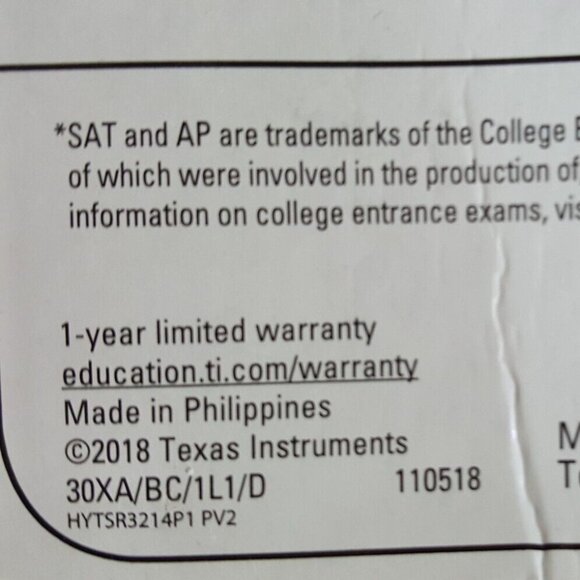 *SAT and AP are trademarks of the College
of which were involved in the production of
information on college entrance exams,
1-year limited warranty
education.ti.com/warranty
Made in Philippines
©2018 Texas Instruments
30XA/BC/1L1/D 110518
HYTSR3214P1 PV2